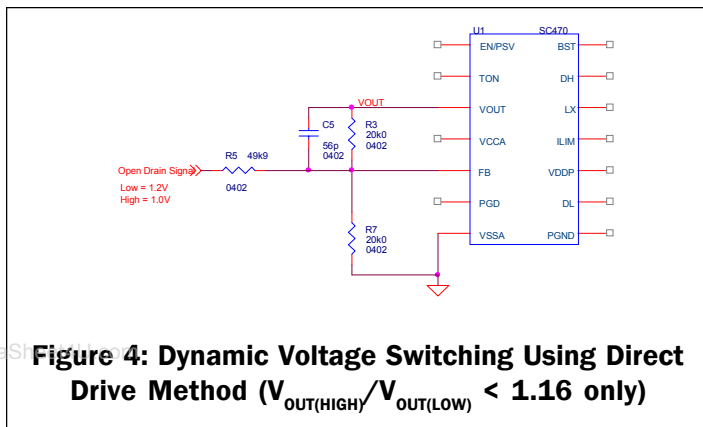 U1 SC470
EN/PSV BST
TON DH
VOUT
VOUT LX
C5
56p
0402
R3
20k0
0402
VCCA ILIM
R5 49k9
0402
Open Drain Signal
Low = 1.2V
High = 1.0V
FB VDDP
PGD DL
R7
20k0
0402
VSSA PGND
Figure 4: Dynamic Voltage Switching Using Direct
Drive Method (VOUT(HIGH)/VOUT(LOW) < 1.16 only)